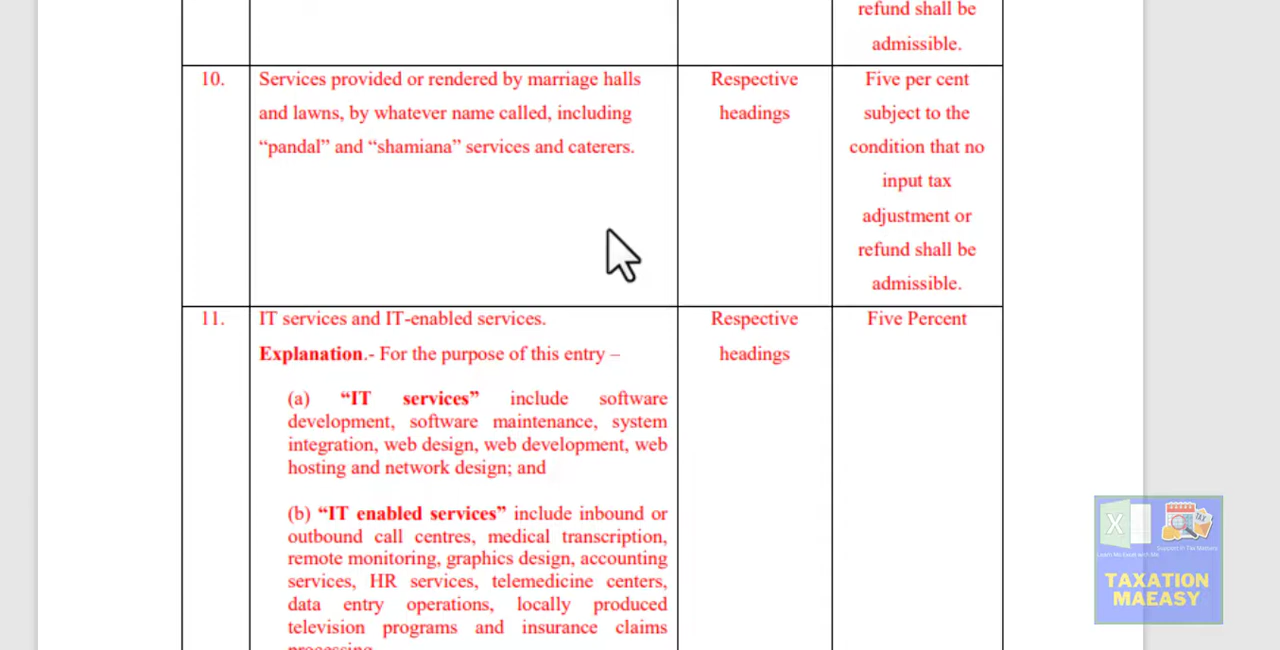 refund shall be
admissible.
10.
Services provided or rendered by marriage halls
and lawns, by whatever name called, including
“pandal” and “shamiana” services and caterers.
Respective
headings
Five per cent
subject to the
condition that no
input tax
adjustment or
refund shall be
admissible.
11.
IT services and IT-enabled services.
Explanation.- For the purpose of this entry –
(a) “IT services” include software
development, software maintenance, system
integration, web design, web development, web
hosting and network design; and
(b) “IT enabled services” include inbound or
outbound call centres, medical transcription,
remote monitoring, graphics design, accounting
services, HR services, telemedicine centers,
data entry operations, locally produced
television programs and insurance claims
Respective
headings
Five Percent
X
TAX
TAXATION
MAEASY